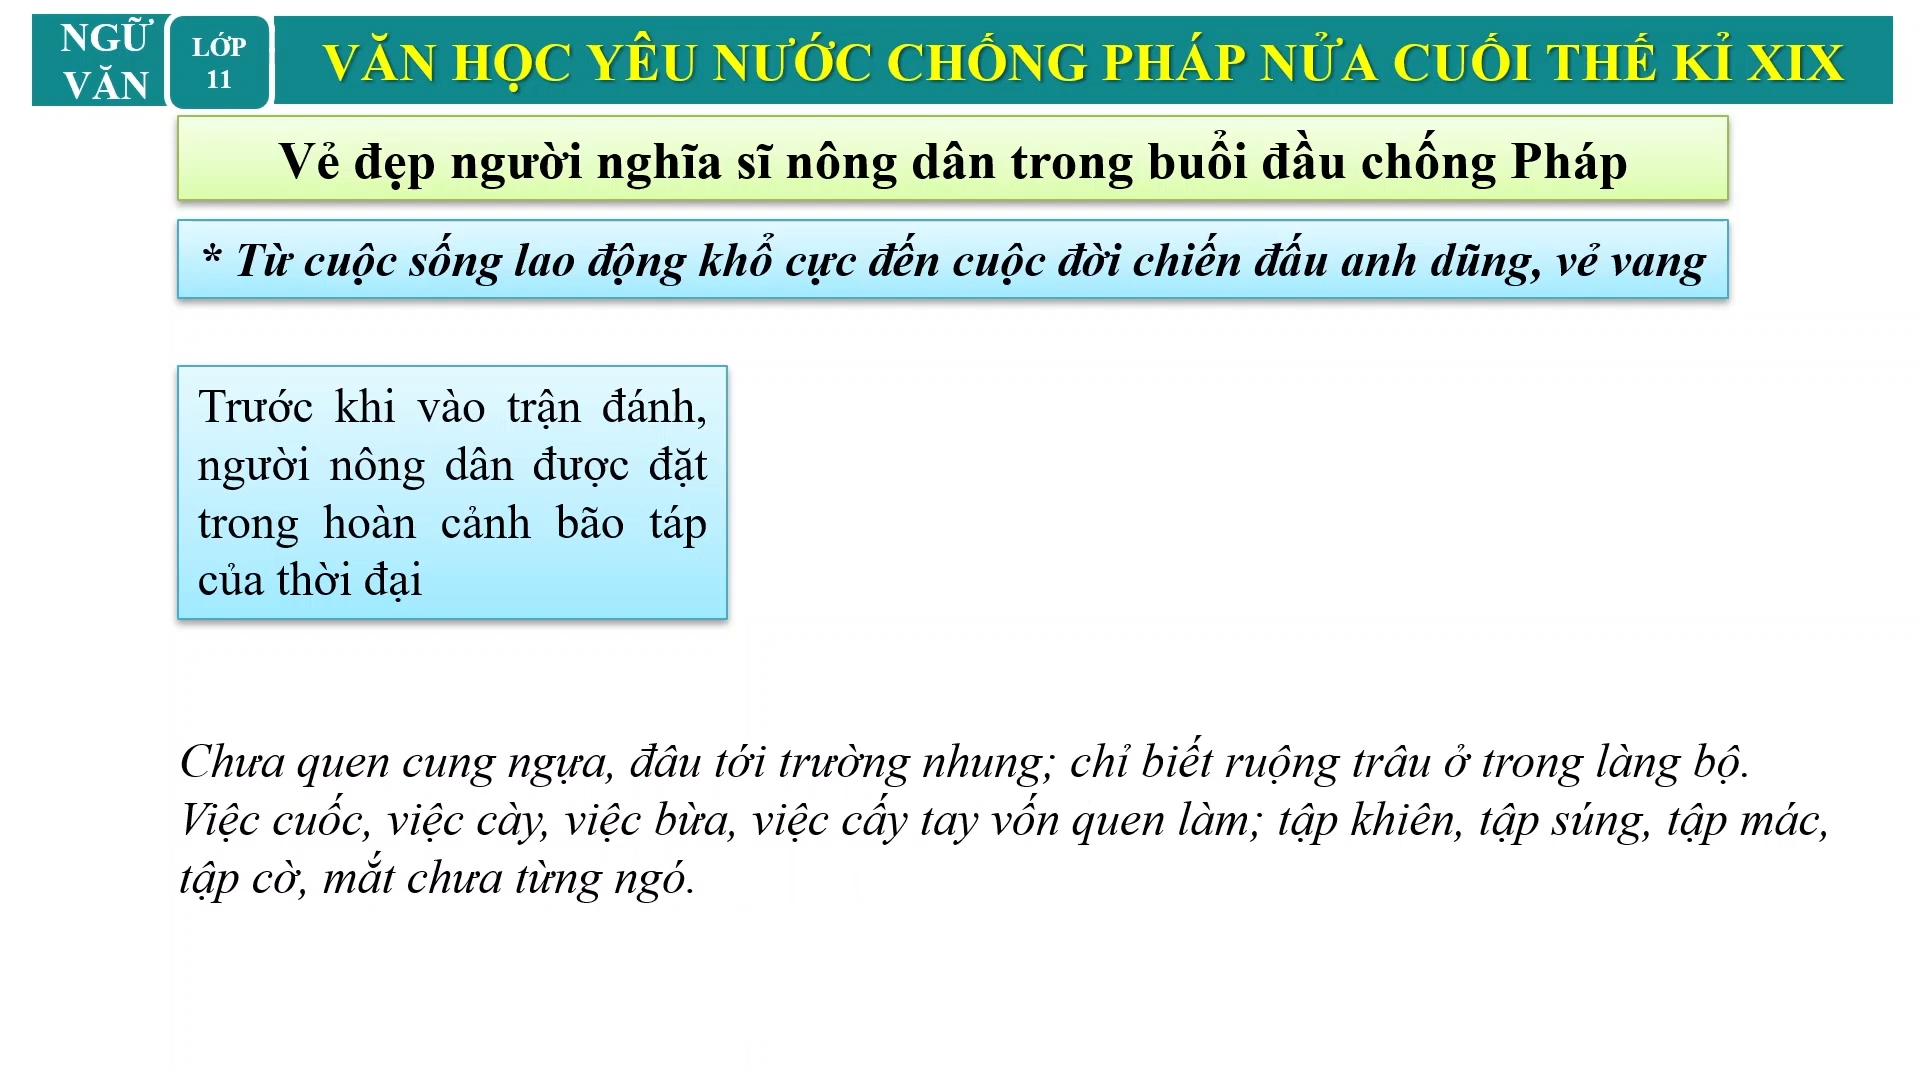 NGỮ
VĂN
LỚP
11
VĂN HỌC YÊU NƯỚC CHỐNG PHÁP NỬA CUỐI THẾ KỈ XIX
Vẻ đẹp người nghĩa sĩ nông dân trong buổi đầu chống Pháp
* Từ cuộc sống lao động khổ cực đến cuộc đời chiến đấu anh dũng, vẻ vang
Trước khi vào trận đánh,
người nông dân được đặt
trong hoàn cảnh bão táp
của thời đại
Chưa quen cung ngựa, đâu tới trường nhung; chỉ biết ruộng trâu ở trong làng bộ.
Việc cuốc, việc cày, việc bừa, việc cấy tay vốn quen làm; tập khiên, tập súng, tập mác,
tập cờ, mắt chưa từng ngó.